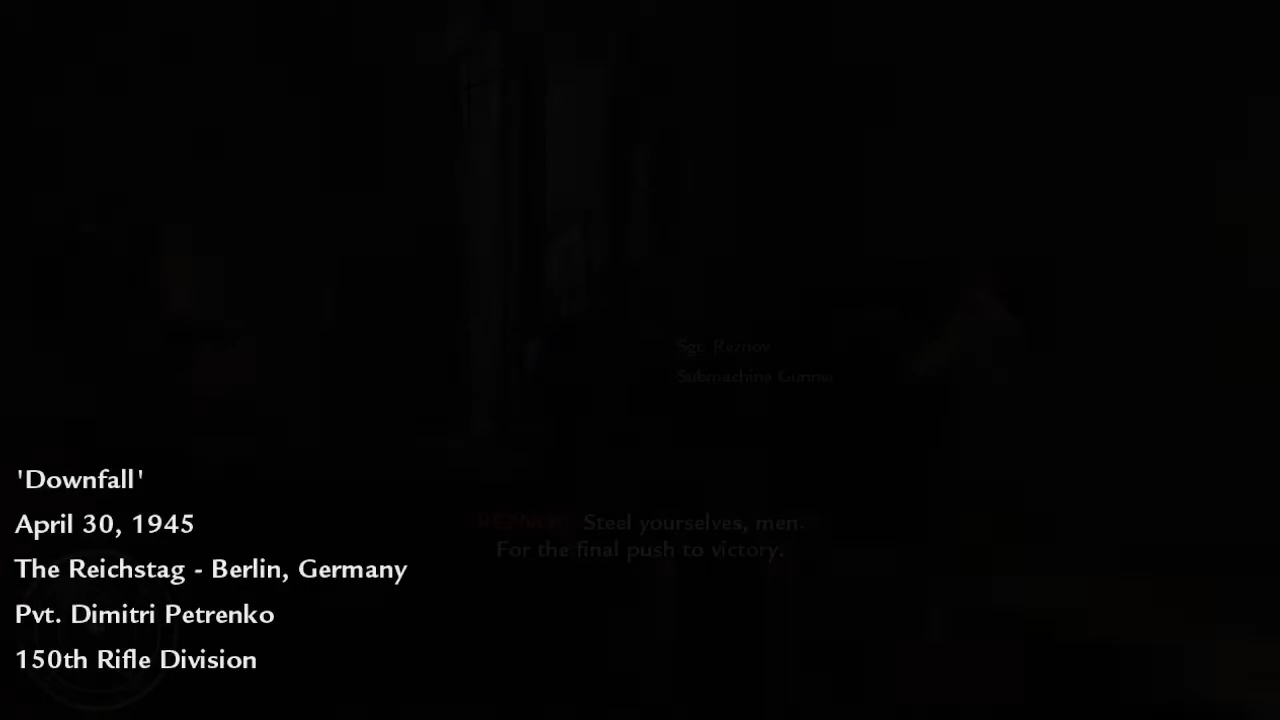 Sgt. Reznov
Submachine Gunner
'Downfall'
April 30, 1945
REZNOV: Steel yourselves, men.
For the final push to victory.
The Reichstag - Berlin, Germany
Pvt. Dimitri Petrenko
150th Rifle Division